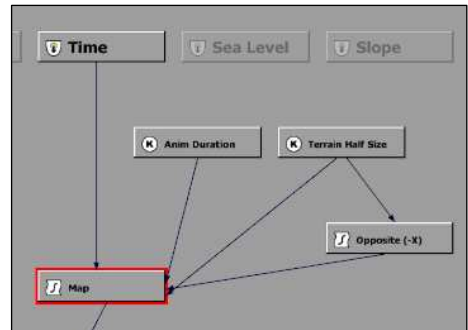 Time
Sea Level
Slope
K Anim Duration
K Terrain Half Size
Opposite (-X)
Map